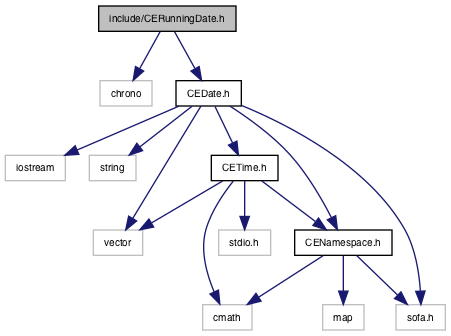 include/CERunningDate.h
chrono
CEDate.h
iostream
string
CETime.h
vector
stdio.h
CENamespace.h
cmath
map
sofa.h